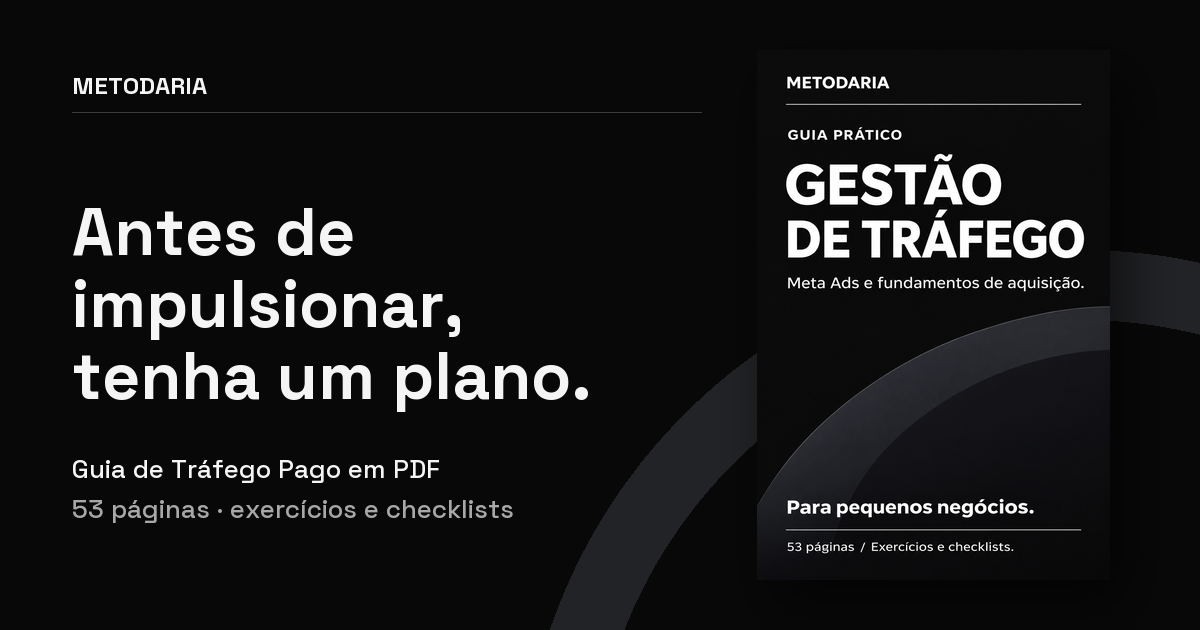 METODARIA
Antes de
impulsionar,
tenha um plano.
Guia de Tráfego Pago em PDF
53 páginas · exercícios e checklists
METODARIA
GUIA PRÁTICO
GESTÃO
DE TRÁFEGO
Meta Ads e fundamentos de aquisição.
Para pequenos negócios.
53 páginas / Exercícios e checklists.